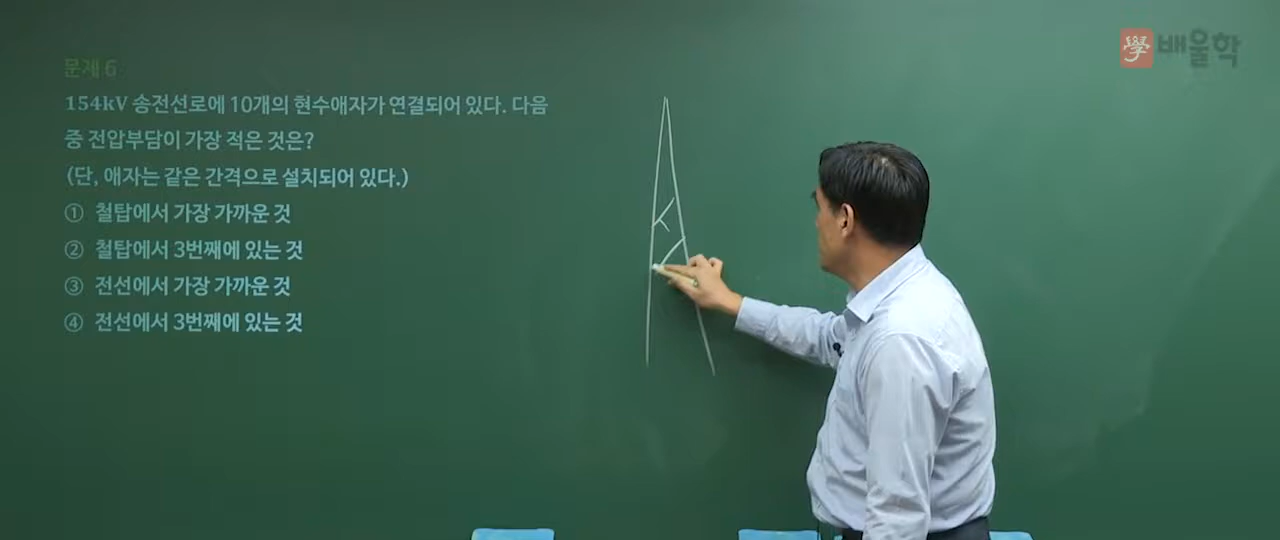 문제 6
154kV 송전선로에 10개의 현수애자가 연결되어 있다. 다음
중 전압부담이 가장 적은 것은?
(단, 애자는 같은 간격으로 설치되어 있다.)
① 철탑에서 가장 가까운 것
② 철탑에서 3번째에 있는 것
③ 전선에서 가장 가까운 것
④ 전선에서 3번째에 있는 것
學 배울학